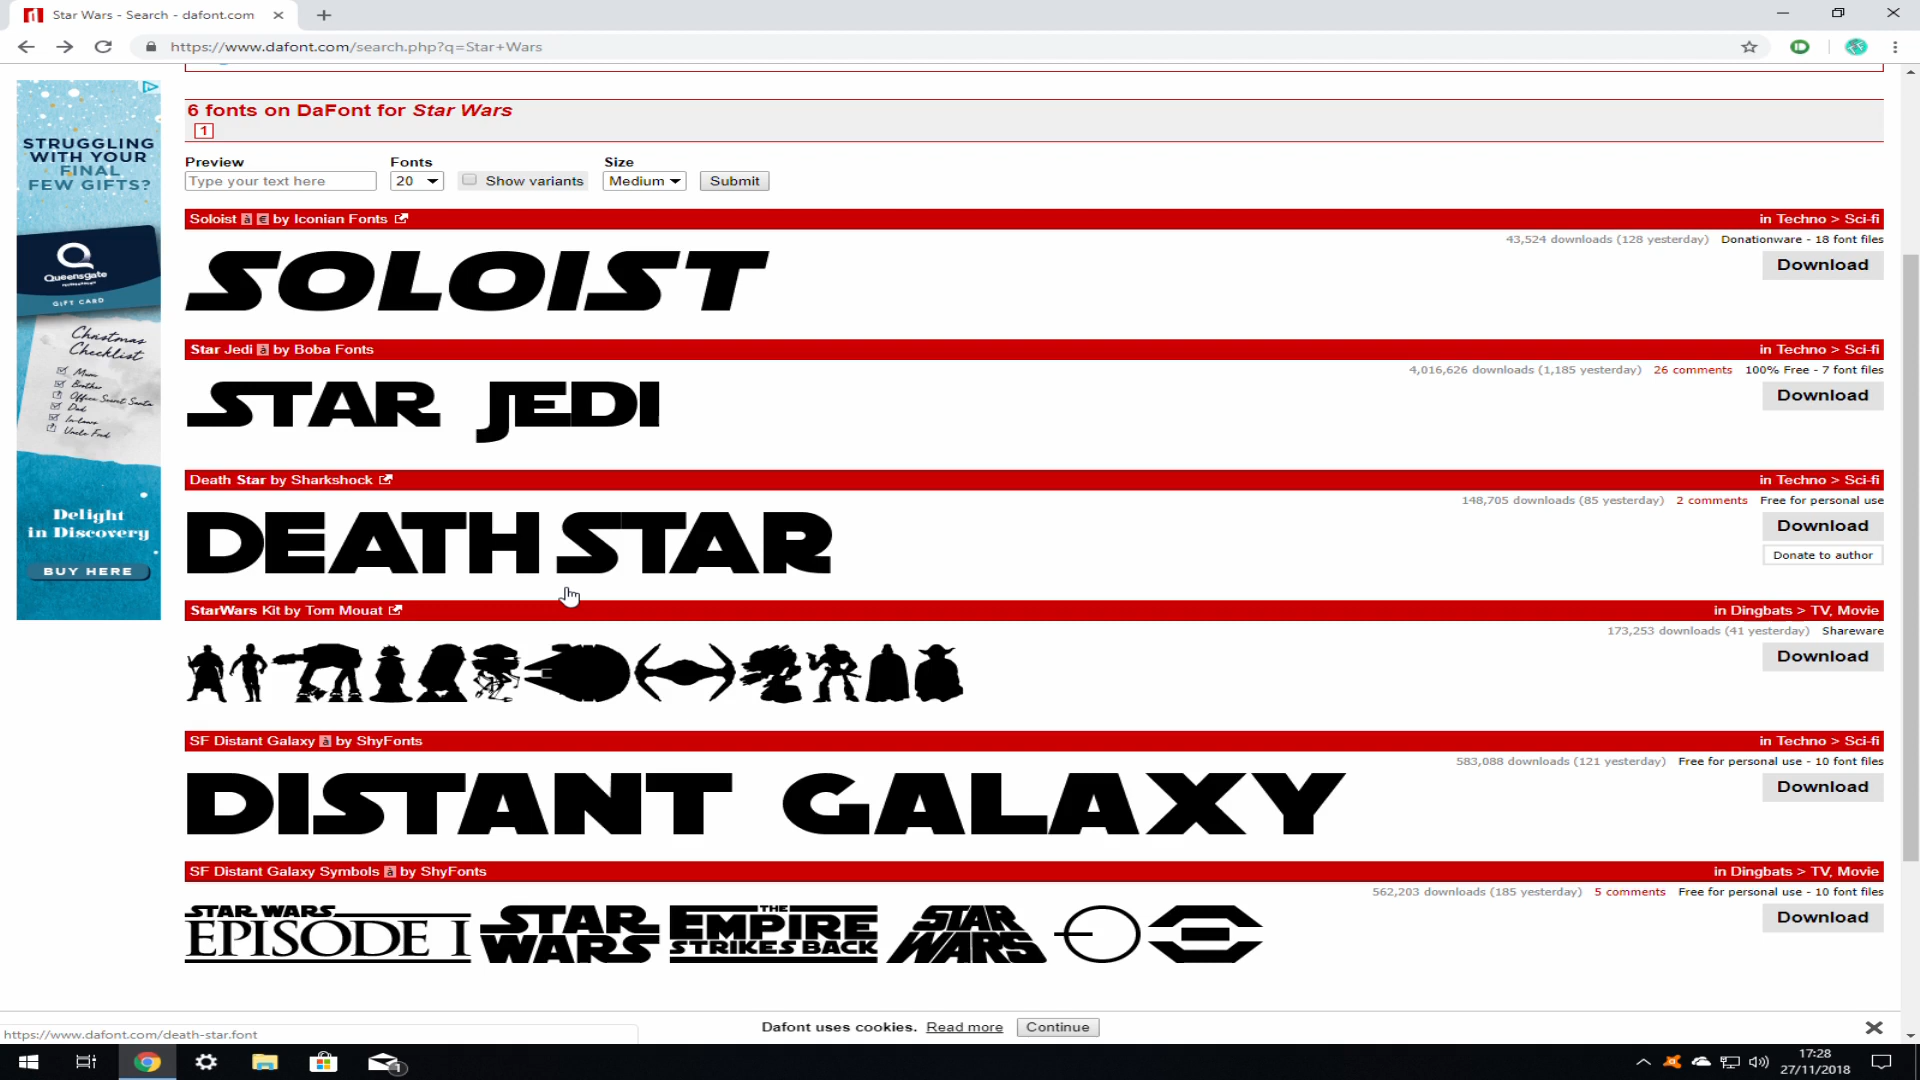 Star Wars - Search - dafont.com
https://www.dafont.com/search.php?q=Star+Wars
STRUGGLING
WITH YOUR
FINAL
FEW GIFTS?
Queensgate
GIFT CARD
Christmas
Checklist
Mum
Brother
Office Secret Santa
Dad
In-laws
Uncle Fred
Delight
in Discovery
BUY HERE
6 fonts on DaFont for Star Wars
1
Preview Fonts Size
Type your text here 20 Show variants Medium Submit
Soloist à € by Iconian Fonts in Techno > Sci-fi
43,524 downloads (128 yesterday) Donationware - 18 font files
SOLOIST
Download
Star Jedi à by Boba Fonts in Techno > Sci-fi
4,016,626 downloads (1,185 yesterday) 26 comments 100% Free - 7 font files
STAR JEDI
Download
Death Star by Sharkshock in Techno > Sci-fi
148,705 downloads (85 yesterday) 2 comments Free for personal use
DEATH STAR
Download
Donate to author
StarWars Kit by Tom Mouat in Dingbats > TV, Movie
173,253 downloads (41 yesterday) Shareware
Download
SF Distant Galaxy à by ShyFonts in Techno > Sci-fi
583,088 downloads (121 yesterday) Free for personal use - 10 font files
DISTANT GALAXY
Download
SF Distant Galaxy Symbols à by ShyFonts in Dingbats > TV, Movie
562,203 downloads (185 yesterday) 5 comments Free for personal use - 10 font files
STAR WARS EPISODE I STAR WARS THE EMPIRE STRIKES BACK STAR WARS
Download
Dafont uses cookies. Read more Continue
https://www.dafont.com/death-star.font
1
17:28
27/11/2018